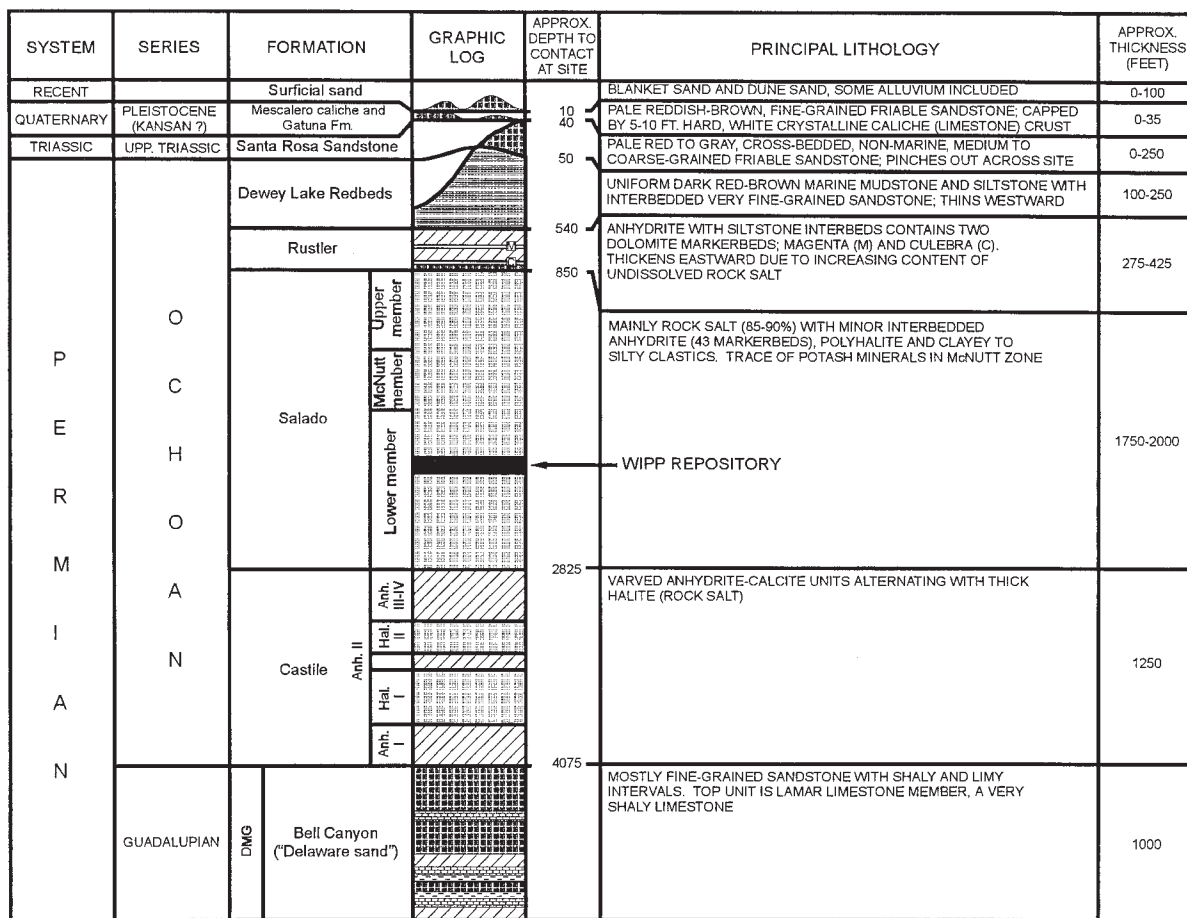 SYSTEM
SERIES
FORMATION
GRAPHIC
LOG
APPROX.
DEPTH TO
CONTACT
AT SITE
PRINCIPAL LITHOLOGY
APPROX.
THICKNESS
(FEET)
RECENT
Surficial sand
BLANKET SAND AND DUNE SAND, SOME ALLUVIUM INCLUDED
0-100
QUATERNARY
PLEISTOCENE
(KANSAN ?)
Mescalero caliche and
Gatuna Fm.
10
40
PALE REDDISH-BROWN, FINE-GRAINED FRIABLE SANDSTONE; CAPPED
BY 5-10 FT. HARD, WHITE CRYSTALLINE CALICHE (LIMESTONE) CRUST
0-35
TRIASSIC
UPP. TRIASSIC
Santa Rosa Sandstone
50
PALE RED TO GRAY, CROSS-BEDDED, NON-MARINE, MEDIUM TO
COARSE-GRAINED FRIABLE SANDSTONE; PINCHES OUT ACROSS SITE
0-250
PERMIAN
OCHOAN
Dewey Lake Redbeds
540
UNIFORM DARK RED-BROWN MARINE MUDSTONE AND SILTSTONE WITH
INTERBEDDED VERY FINE-GRAINED SANDSTONE; THINS WESTWARD
100-250
Rustler
M
C
850
ANHYDRITE WITH SILTSTONE INTERBEDS CONTAINS TWO
DOLOMITE MARKERBEDS; MAGENTA (M) AND CULEBRA (C).
THICKENS EASTWARD DUE TO INCREASING CONTENT OF
UNDISSOLVED ROCK SALT
275-425
Salado
Upper
member
McNutt
member
Lower member
MAINLY ROCK SALT (85-90%) WITH MINOR INTERBEDDED
ANHYDRITE (43 MARKERBEDS), POLYHALITE AND CLAYEY TO
SILTY CLASTICS. TRACE OF POTASH MINERALS IN McNUTT ZONE
WIPP REPOSITORY
1750-2000
2825
Castile
Anh.
III-IV
Hal.
II
Anh. II
Hal.
I
Anh.
I
VARVED ANHYDRITE-CALCITE UNITS ALTERNATING WITH THICK
HALITE (ROCK SALT)
1250
4075
GUADALUPIAN
DMG
Bell Canyon
("Delaware sand")
MOSTLY FINE-GRAINED SANDSTONE WITH SHALY AND LIMY
INTERVALS. TOP UNIT IS LAMAR LIMESTONE MEMBER, A VERY
SHALY LIMESTONE
1000